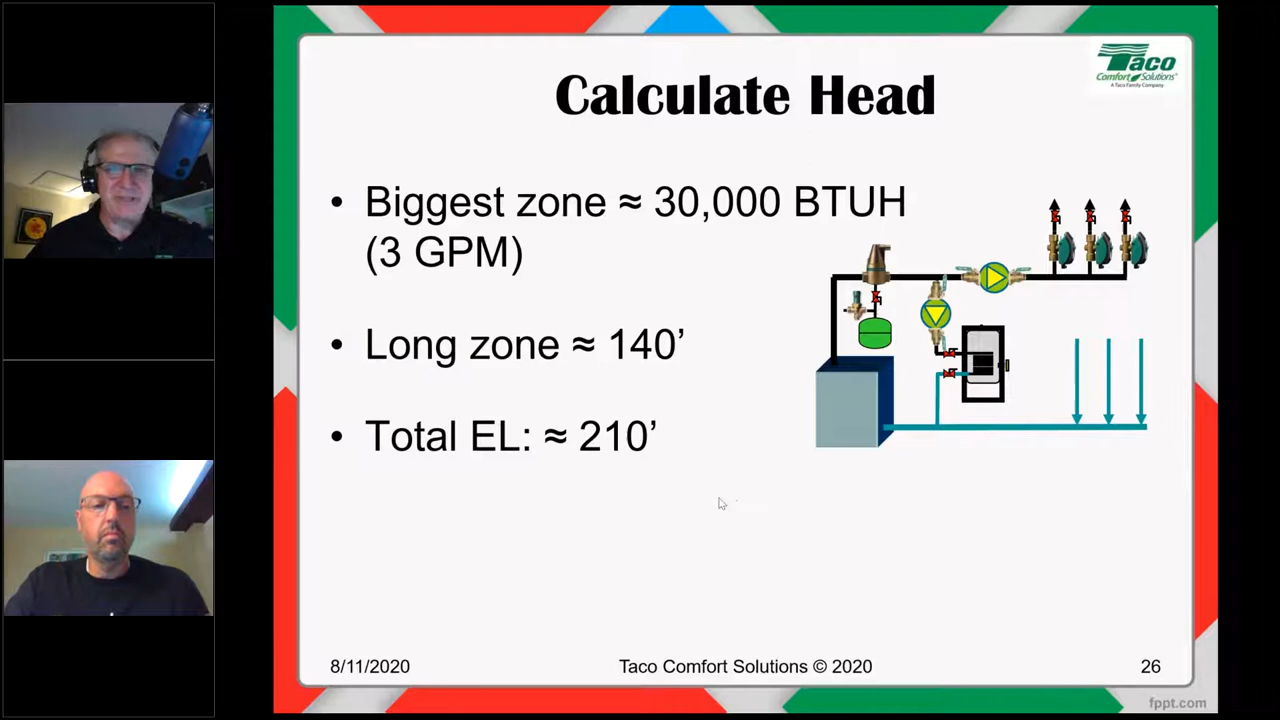 Taco
Comfort Solutions®
A Taco Family Company
Calculate Head
• Biggest zone ≈ 30,000 BTUH
(3 GPM)
• Long zone ≈ 140’
• Total EL: ≈ 210’
8/11/2020
Taco Comfort Solutions © 2020
26
fppt.com